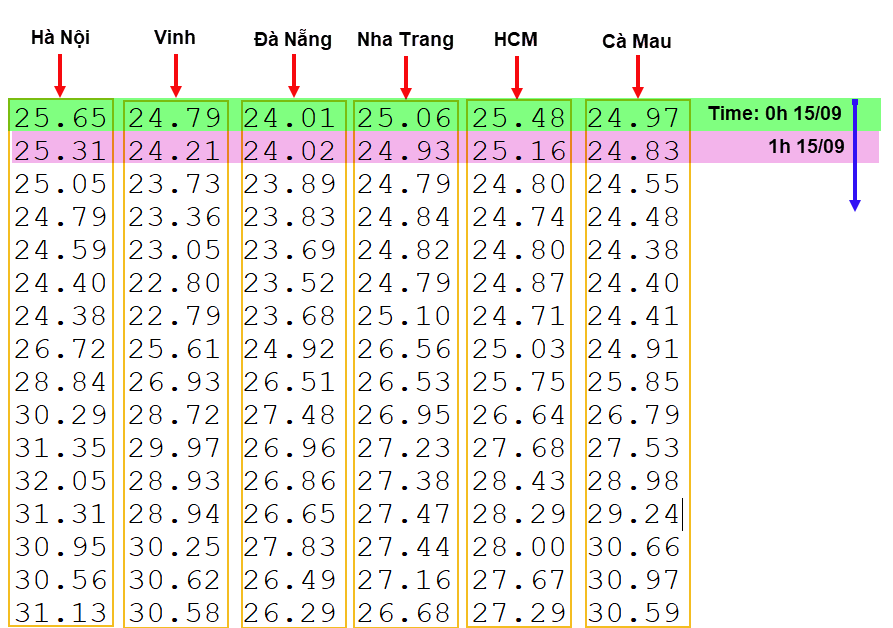 Hà Nội Vinh Đà Nẵng Nha Trang HCM Cà Mau
25.65 24.79 24.01 25.06 25.48 24.97 Time: 0h 15/09
25.31 24.21 24.02 24.93 25.16 24.83 1h 15/09
25.05 23.73 23.89 24.79 24.80 24.55
24.79 23.36 23.83 24.84 24.74 24.48
24.59 23.05 23.69 24.82 24.80 24.38
24.40 22.80 23.52 24.79 24.87 24.40
24.38 22.79 23.68 25.10 24.71 24.41
26.72 25.61 24.92 26.56 25.03 24.91
28.84 26.93 26.51 26.53 25.75 25.85
30.29 28.72 27.48 26.95 26.64 26.79
31.35 29.97 26.96 27.23 27.68 27.53
32.05 28.93 26.86 27.38 28.43 28.98
31.31 28.94 26.65 27.47 28.29 29.24
30.95 30.25 27.83 27.44 28.00 30.66
30.56 30.62 26.49 27.16 27.67 30.97
31.13 30.58 26.29 26.68 27.29 30.59